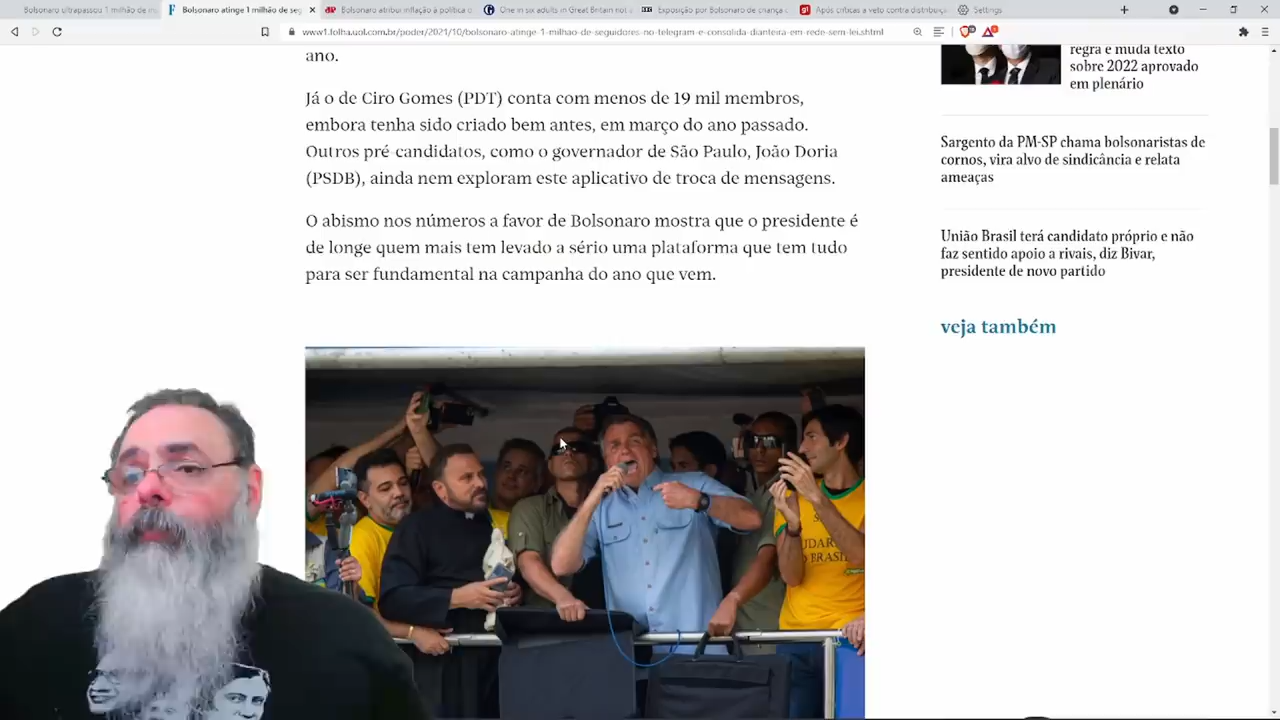 Bolsonaro ultrapassou 1 milhão de ins
Bolsonaro atinge 1 milhão de seg
Bolsonaro atribui inflação à política d
One in six adults in Great Britain not v
Exposição por Bolsonaro de criança c
Após críticas a veto contra distribuiç
Settings
www1.folha.uol.com.br/poder/2021/10/bolsonaro-atinge-1-milhao-de-seguidores-no-telegram-e-consolida-dianteira-em-rede-sem-lei.shtml
ano.
Já o de Ciro Gomes (PDT) conta com menos de 19 mil membros,
embora tenha sido criado bem antes, em março do ano passado.
Outros pré-candidatos, como o governador de São Paulo, João Doria
(PSDB), ainda nem exploram este aplicativo de troca de mensagens.
O abismo nos números a favor de Bolsonaro mostra que o presidente é
de longe quem mais tem levado a sério uma plataforma que tem tudo
para ser fundamental na campanha do ano que vem.
regra e muda texto
sobre 2022 aprovado
em plenário
Sargento da PM-SP chama bolsonaristas de
cornos, vira alvo de sindicância e relata
ameaças
União Brasil terá candidato próprio e não
faz sentido apoio a rivais, diz Bivar,
presidente de novo partido
veja também
BRASIL